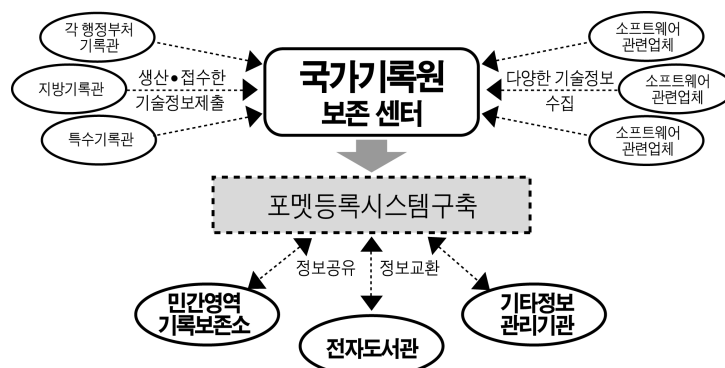 각 행정부처
기록관
지방기록관
특수기록관
생산•접수한
기술정보제출
국가기록원
보존 센터
다양한 기술정보
수집
소프트웨어
관련업체
소프트웨어
관련업체
소프트웨어
관련업체
포멧등록시스템구축
정보공유
정보교환
민간영역
기록보존소
전자도서관
기타정보
관리기관